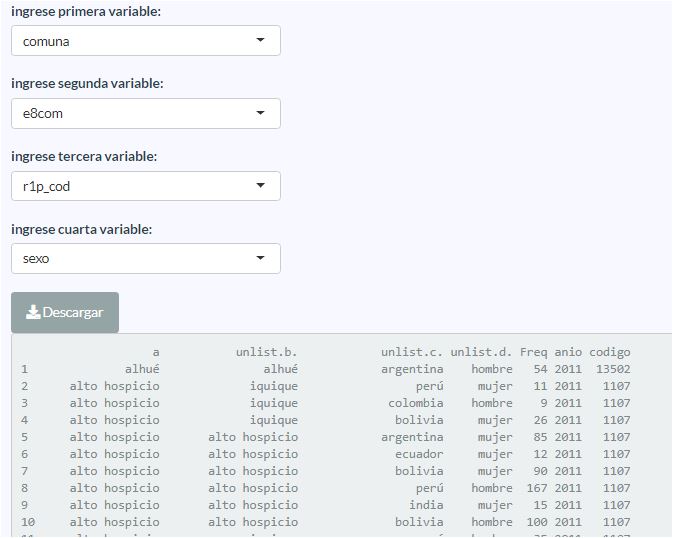 ingrese primera variable:
comuna
ingrese segunda variable:
e8com
ingrese tercera variable:
r1p_cod
ingrese cuarta variable:
sexo
Descargar
a unlist.b. unlist.c. unlist.d. Freq anio codigo
1 alhué alhué argentina hombre 54 2011 13502
2 alto hospicio iquique perú mujer 11 2011 1107
3 alto hospicio iquique colombia hombre 9 2011 1107
4 alto hospicio iquique bolivia mujer 26 2011 1107
5 alto hospicio alto hospicio argentina mujer 85 2011 1107
6 alto hospicio alto hospicio ecuador mujer 12 2011 1107
7 alto hospicio alto hospicio bolivia mujer 90 2011 1107
8 alto hospicio alto hospicio perú hombre 167 2011 1107
9 alto hospicio alto hospicio india mujer 15 2011 1107
10 alto hospicio alto hospicio bolivia hombre 100 2011 1107